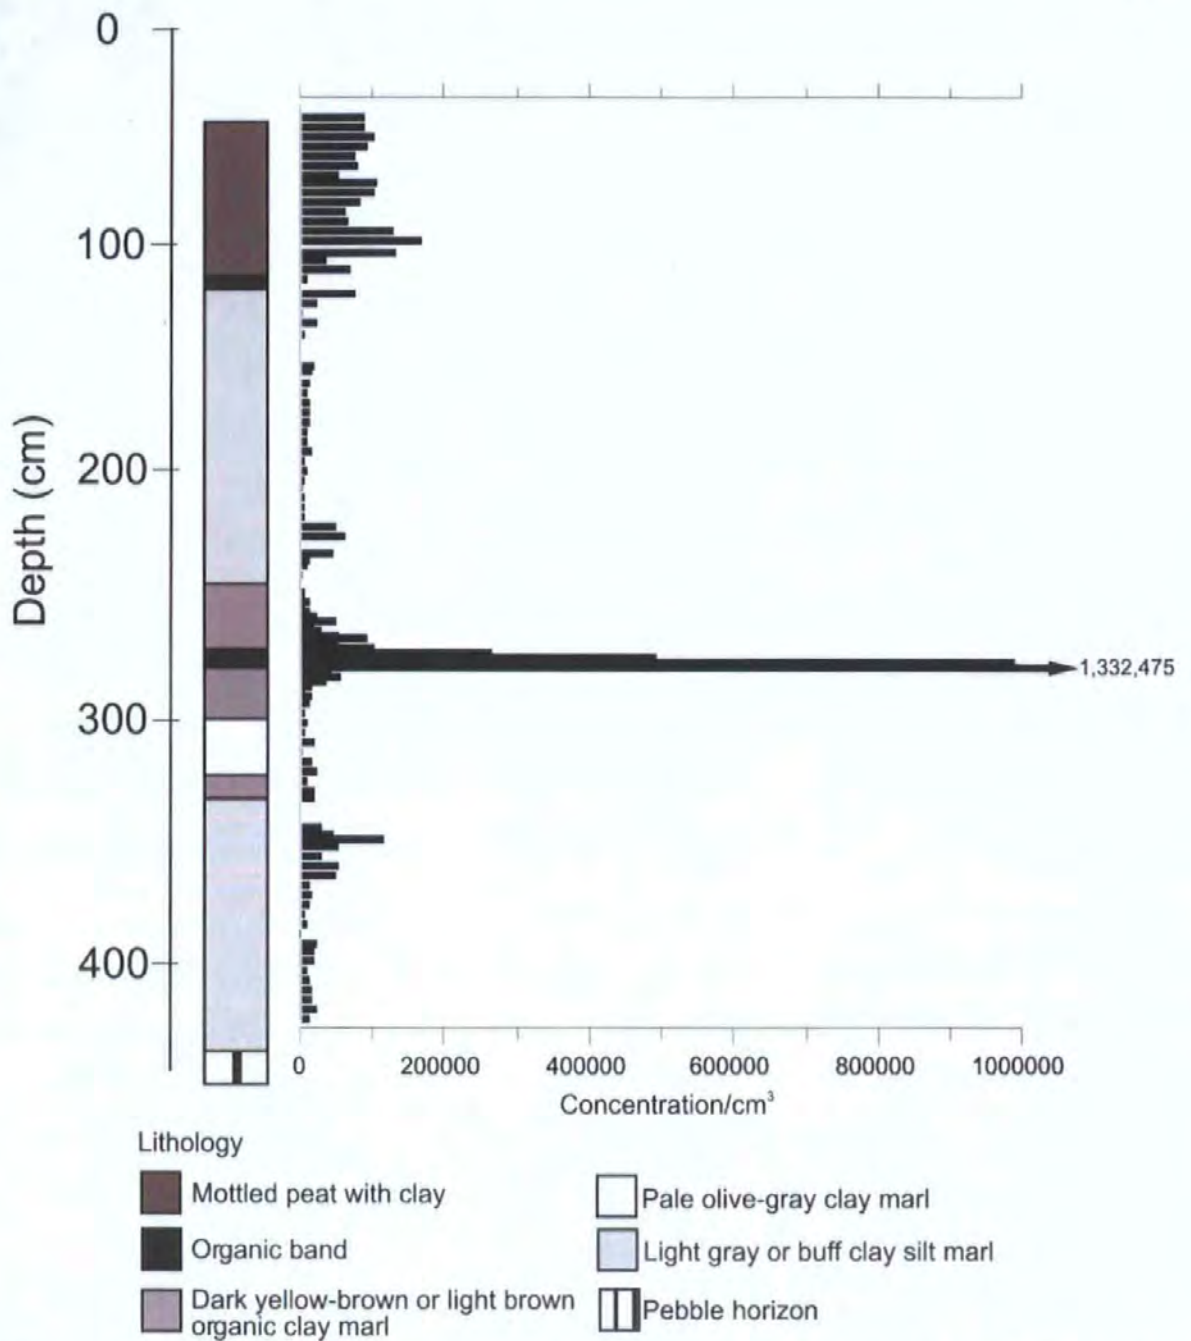 0
100
200
300
400
Depth (cm)
1,332,475
0 200000 400000 600000 800000 1000000
Concentration/cm³
Lithology
Mottled peat with clay
Organic band
Dark yellow-brown or light brown
organic clay marl
Pale olive-gray clay marl
Light gray or buff clay silt marl
Pebble horizon